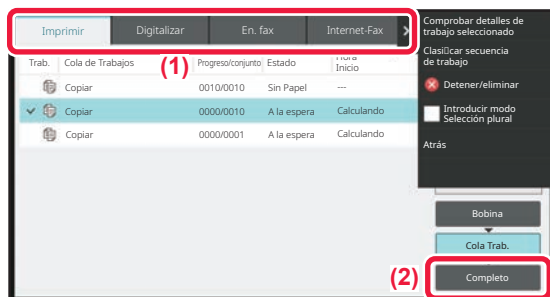 Imprimir Digitalizar En. fax Internet-Fax
(1)
Trab. Cola de Trabajos Progreso/conjunto Estado Hora
Inicio
Copiar 0010/0010 Sin Papel ---
Copiar 0000/0010 A la espera Calculando
Copiar 0000/0001 A la espera Calculando
Comprobar detalles de
trabajo seleccionado
Clasificar secuencia
de trabajo
Detener/eliminar
Introducir modo
Selección plural
Atrás
Bobina
Cola Trab.
(2)
Completo